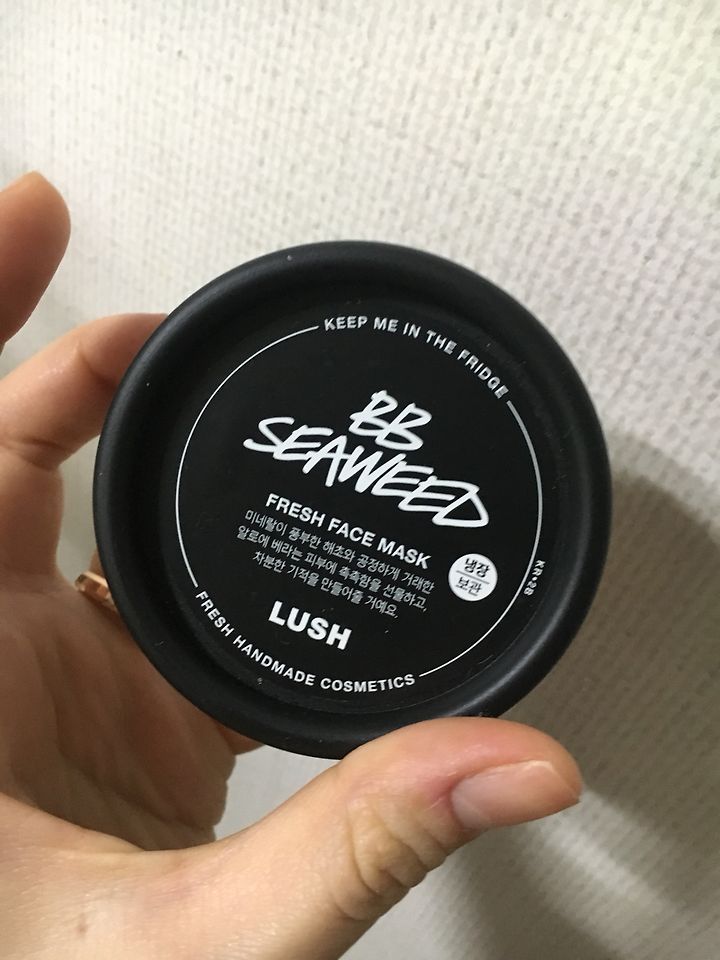 KEEP ME IN THE FRIDGE
BB
SEAWEED
FRESH FACE MASK
미네랄이 풍부한 해초와 공정하게 거래한
알로에 베라는 피부에 촉촉함을 선물하고,
차분한 기적을 만들어줄 거예요.
냉장
보관
KR•2B
LUSH
FRESH HANDMADE COSMETICS